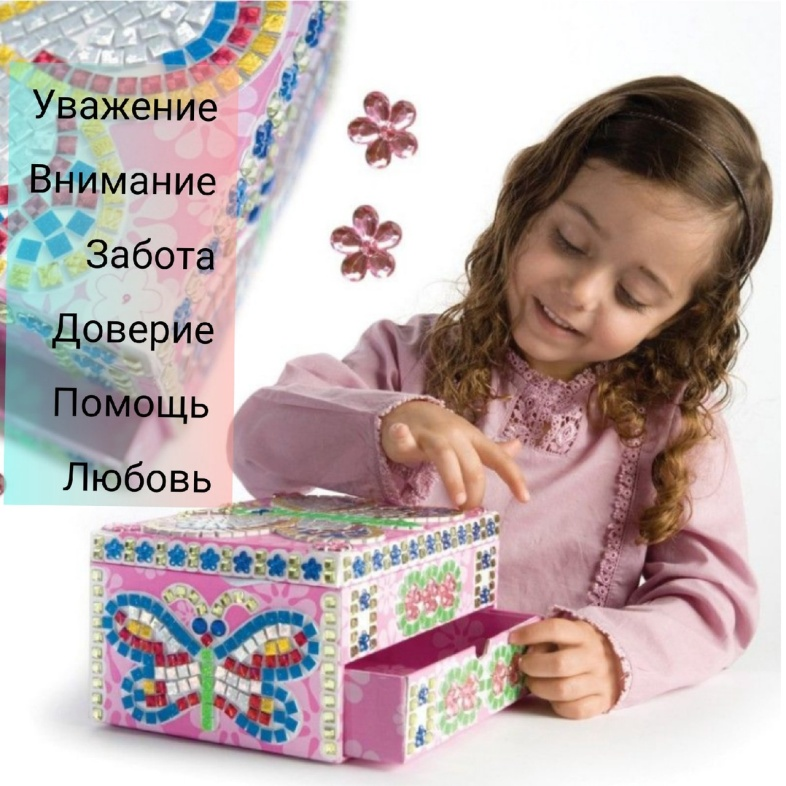 Уважение
Внимание
Забота
Доверие
Помощь
Любовь